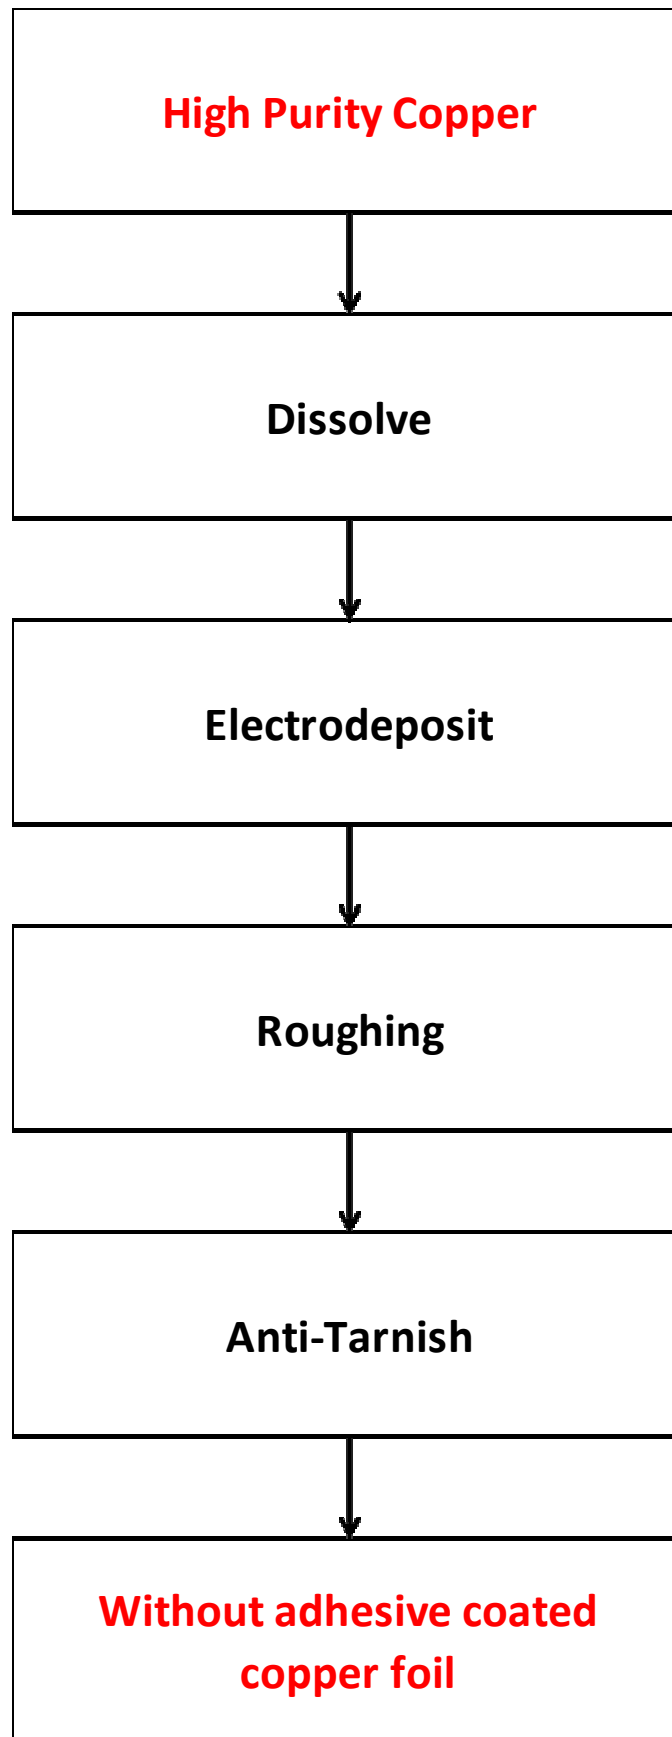 High Purity Copper
Dissolve
Electrodeposit
Roughing
Anti-Tarnish
Without adhesive coated
copper foil